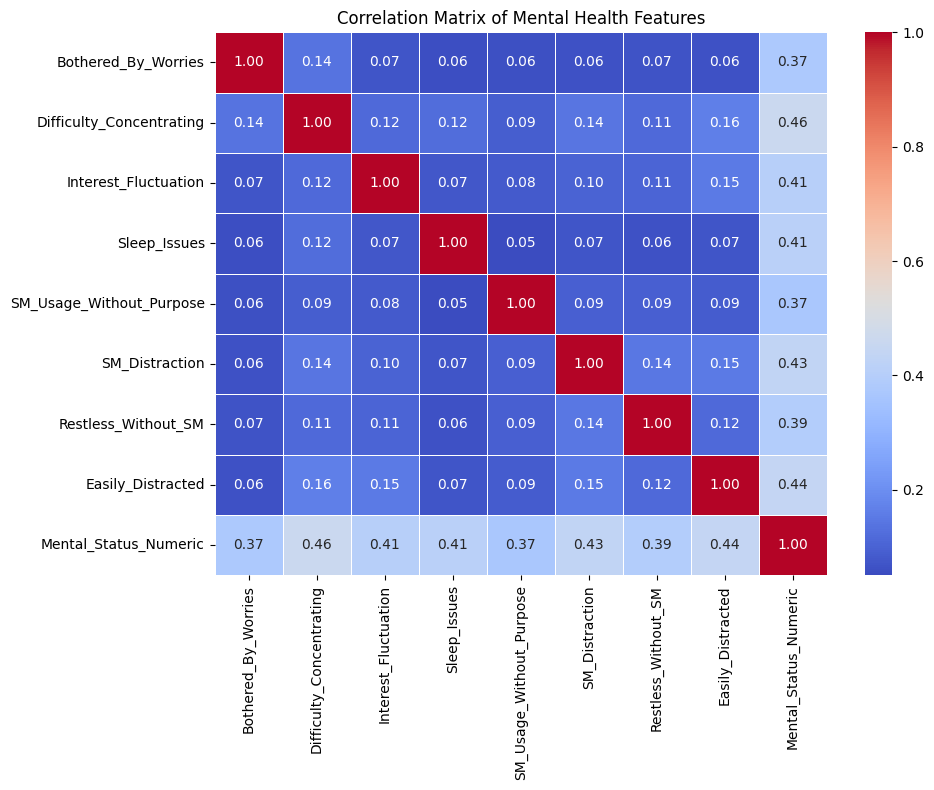 Correlation Matrix of Mental Health Features
Bothered_By_Worries 1.00 0.14 0.07 0.06 0.06 0.06 0.07 0.06 0.37
Difficulty_Concentrating 0.14 1.00 0.12 0.12 0.09 0.14 0.11 0.16 0.46
Interest_Fluctuation 0.07 0.12 1.00 0.07 0.08 0.10 0.11 0.15 0.41
Sleep_Issues 0.06 0.12 0.07 1.00 0.05 0.07 0.06 0.07 0.41
SM_Usage_Without_Purpose 0.06 0.09 0.08 0.05 1.00 0.09 0.09 0.09 0.37
SM_Distraction 0.06 0.14 0.10 0.07 0.09 1.00 0.14 0.15 0.43
Restless_Without_SM 0.07 0.11 0.11 0.06 0.09 0.14 1.00 0.12 0.39
Easily_Distracted 0.06 0.16 0.15 0.07 0.09 0.15 0.12 1.00 0.44
Mental_Status_Numeric 0.37 0.46 0.41 0.41 0.37 0.43 0.39 0.44 1.00
Bothered_By_Worries
Difficulty_Concentrating
Interest_Fluctuation
Sleep_Issues
SM_Usage_Without_Purpose
SM_Distraction
Restless_Without_SM
Easily_Distracted
Mental_Status_Numeric
1.0
0.8
0.6
0.4
0.2